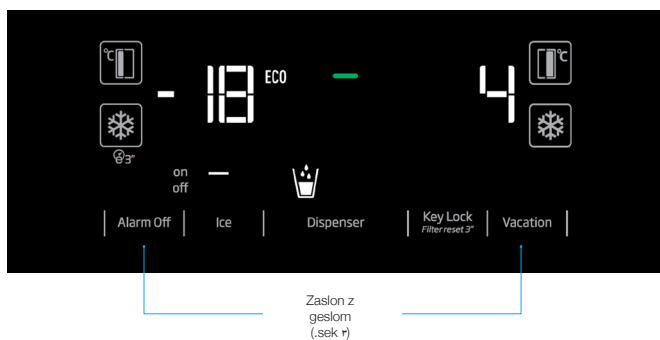 °C
°C
- 18 ECO
4
3"
on
off
Alarm Off
Ice
Dispenser
Key Lock
Filter reset 3"
Vacation
Zaslon z
geslom
(.sek ٣)